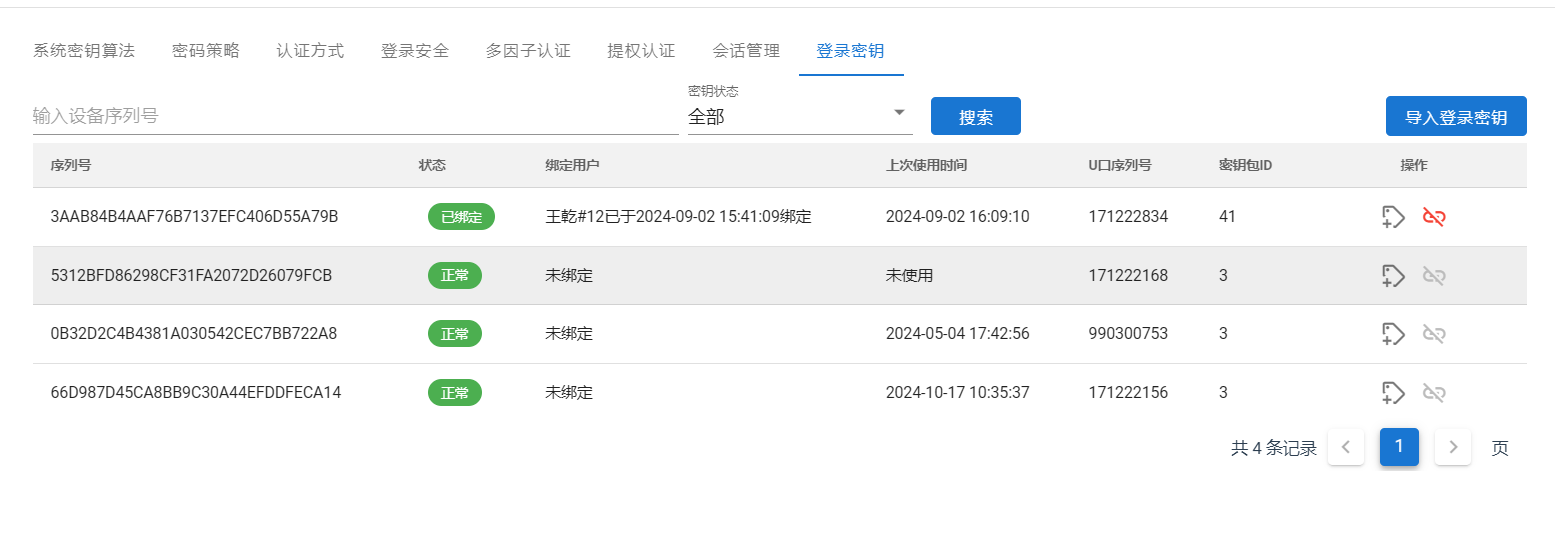 系统密钥算法 密码策略 认证方式 登录安全 多因子认证 提权认证 会话管理 登录密钥
密钥状态
输入设备序列号 全部 搜索 导入登录密钥
序列号 状态 绑定用户 上次使用时间 U口序列号 密钥包ID 操作
3AAB84B4AAF76B7137EFC406D55A79B 已绑定 王乾#12已于2024-09-02 15:41:09绑定 2024-09-02 16:09:10 171222834 41
5312BFD86298CF31FA2072D26079FCB 正常 未绑定 未使用 171222168 3
0B32D2C4B4381A030542CEC7BB722A8 正常 未绑定 2024-05-04 17:42:56 990300753 3
66D987D45CA8BB9C30A44EFDDFECA14 正常 未绑定 2024-10-17 10:35:37 171222156 3
共 4 条记录 1 页